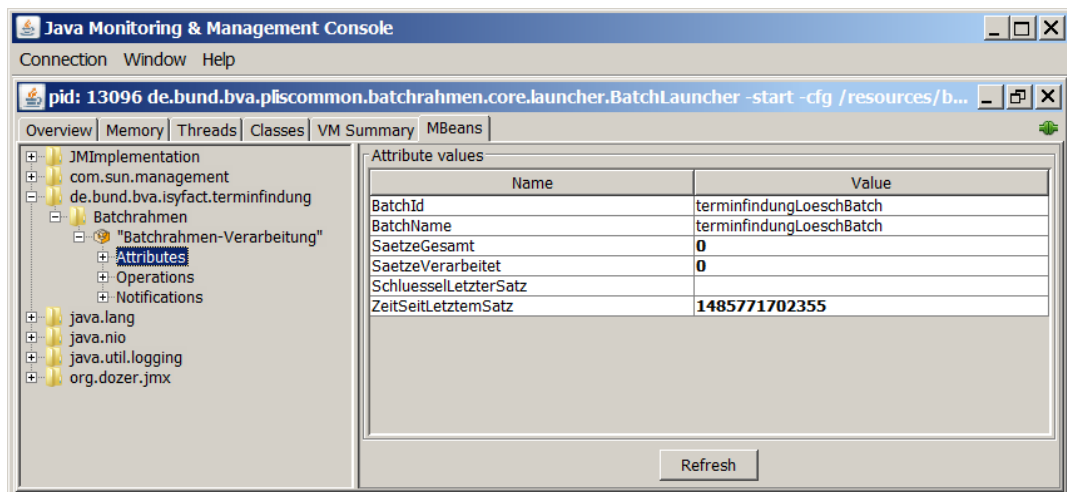 Java Monitoring & Management Console
Connection Window Help
pid: 13096 de.bund.bva.pliscommon.batchrahmen.core.launcher.BatchLauncher -start -cfg /resources/b...
Overview Memory Threads Classes VM Summary MBeans
JMImplementation
com.sun.management
de.bund.bva.isyfact.terminfindung
Batchrahmen
"Batchrahmen-Verarbeitung"
Attributes
Operations
Notifications
java.lang
java.nio
java.util.logging
org.dozer.jmx
Attribute values
Name Value
BatchId terminfindungLoeschBatch
BatchName terminfindungLoeschBatch
SaetzeGesamt 0
SaetzeVerarbeitet 0
SchluesselLetzterSatz
ZeitSeitLetztemSatz 1485771702355
Refresh